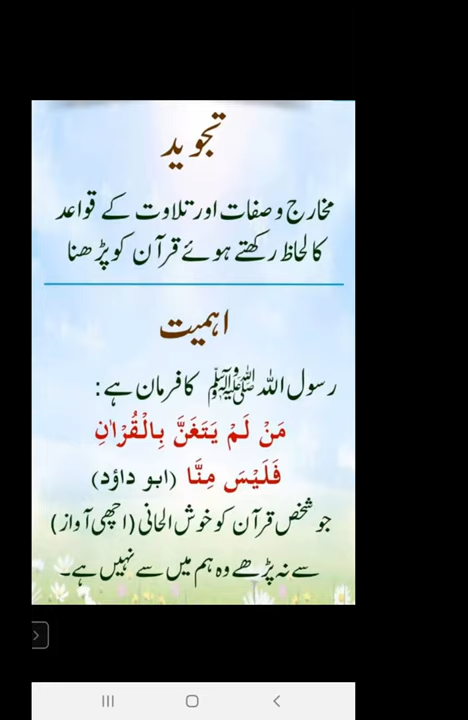 تجوید
مخارج و صفات اور تلاوت کے قواعد
کا لحاظ رکھتے ہوئے قرآن کو پڑھنا
اہمیت
رسول اللہ ﷺ کا فرمان ہے:
مَنْ لَمْ یَتَغَنَّ بِالْقُرْاٰنِ
فَلَیْسَ مِنَّا (ابو داؤد)
جو شخص قرآن کو خوش الحانی (اچھی آواز)
سے نہ پڑھے وہ ہم میں سے نہیں ہے۔